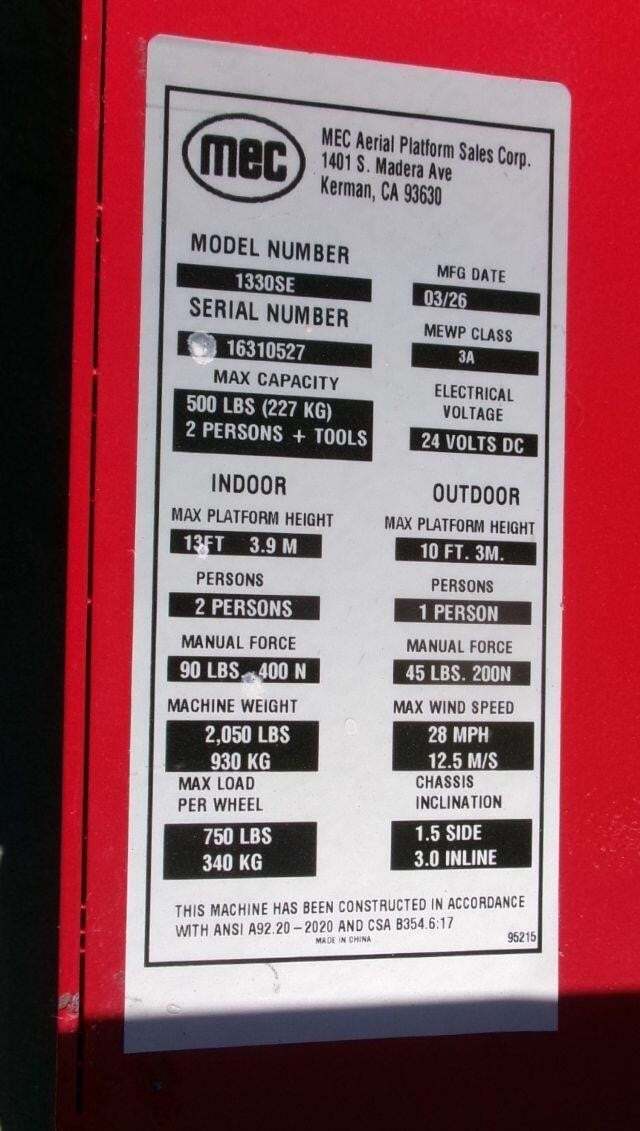 mec
MEC Aerial Platform Sales Corp.
1401 S. Madera Ave
Kerman, CA 93630
MODEL NUMBER
1330SE
SERIAL NUMBER
16310527
MAX CAPACITY
500 LBS (227 KG)
2 PERSONS + TOOLS
MFG DATE
03/26
MEWP CLASS
3A
ELECTRICAL
VOLTAGE
24 VOLTS DC
INDOOR
MAX PLATFORM HEIGHT
13FT 3.9 M
PERSONS
2 PERSONS
MANUAL FORCE
90 LBS. 400 N
MACHINE WEIGHT
2,050 LBS
930 KG
MAX LOAD
PER WHEEL
750 LBS
340 KG
OUTDOOR
MAX PLATFORM HEIGHT
10 FT. 3M.
PERSONS
1 PERSON
MANUAL FORCE
45 LBS. 200N
MAX WIND SPEED
28 MPH
12.5 M/S
CHASSIS
INCLINATION
1.5 SIDE
3.0 INLINE
THIS MACHINE HAS BEEN CONSTRUCTED IN ACCORDANCE
WITH ANSI A92.20-2020 AND CSA B354.6:17
MADE IN CHINA
95215